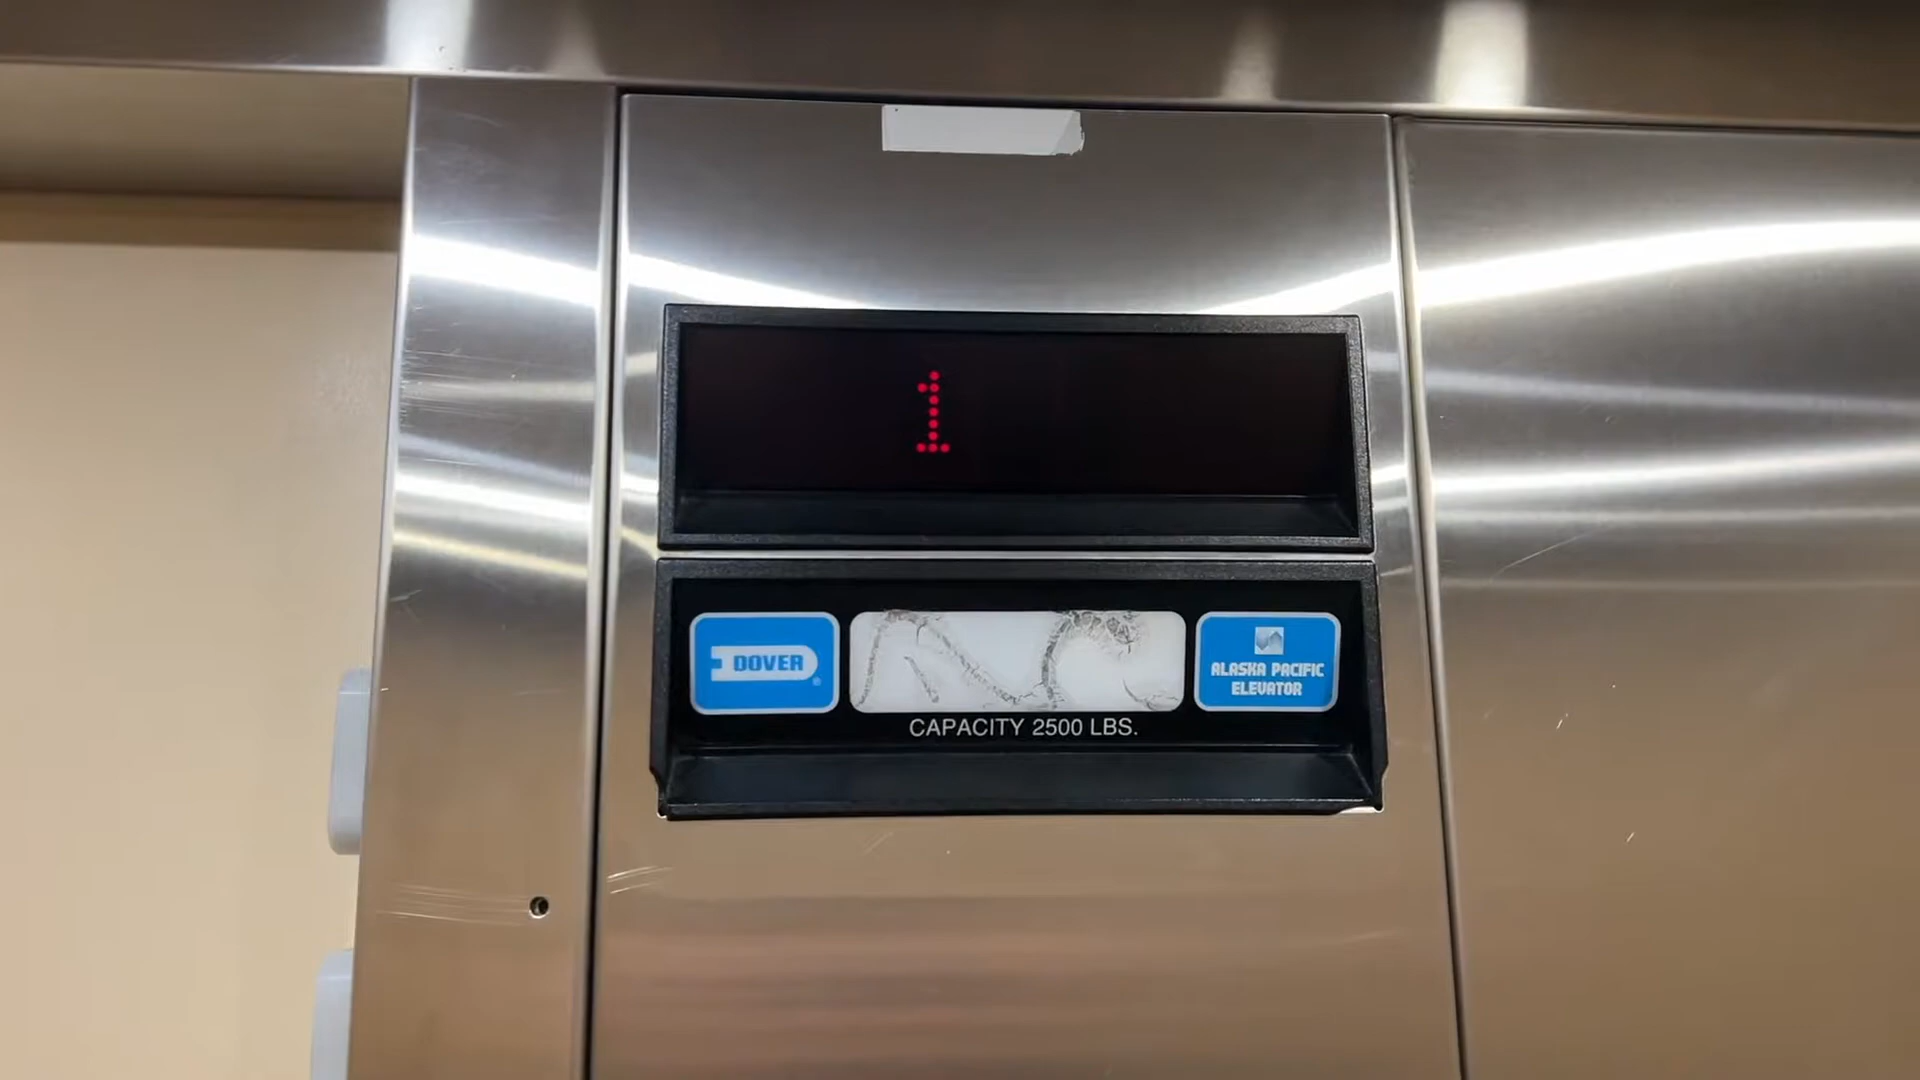 1
DOVER
®
ALASKA PACIFIC
ELEVATOR
CAPACITY 2500 LBS.